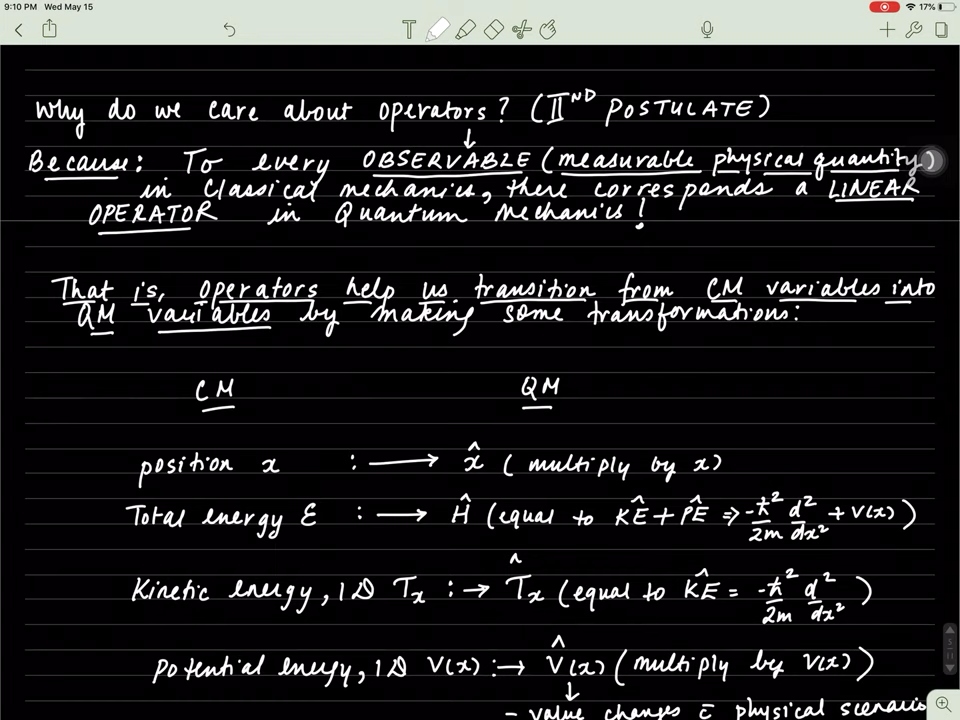 9:10 PM Wed May 15
17%
T
Why do we care about operators? (II ND POSTULATE)
Because: To every OBSERVABLE (measurable physical quantity)
in classical mechanics, there corresponds a LINEAR
OPERATOR in Quantum Mechanics!
That is, operators help us transition from CM variables into
QM variables by making some transformations:
CM QM
position x : → x̂ (multiply by x)
Total energy E : → Ĥ (equal to K̂E + P̂E ⇒ -ħ²/2m d²/dx² + V(x))
Kinetic energy, 1D Tx : → T̂x (equal to K̂E = -ħ²/2m d²/dx²)
Potential energy, 1D V(x) : → V̂(x) (multiply by V(x))
- value changes c̄ physical scenario